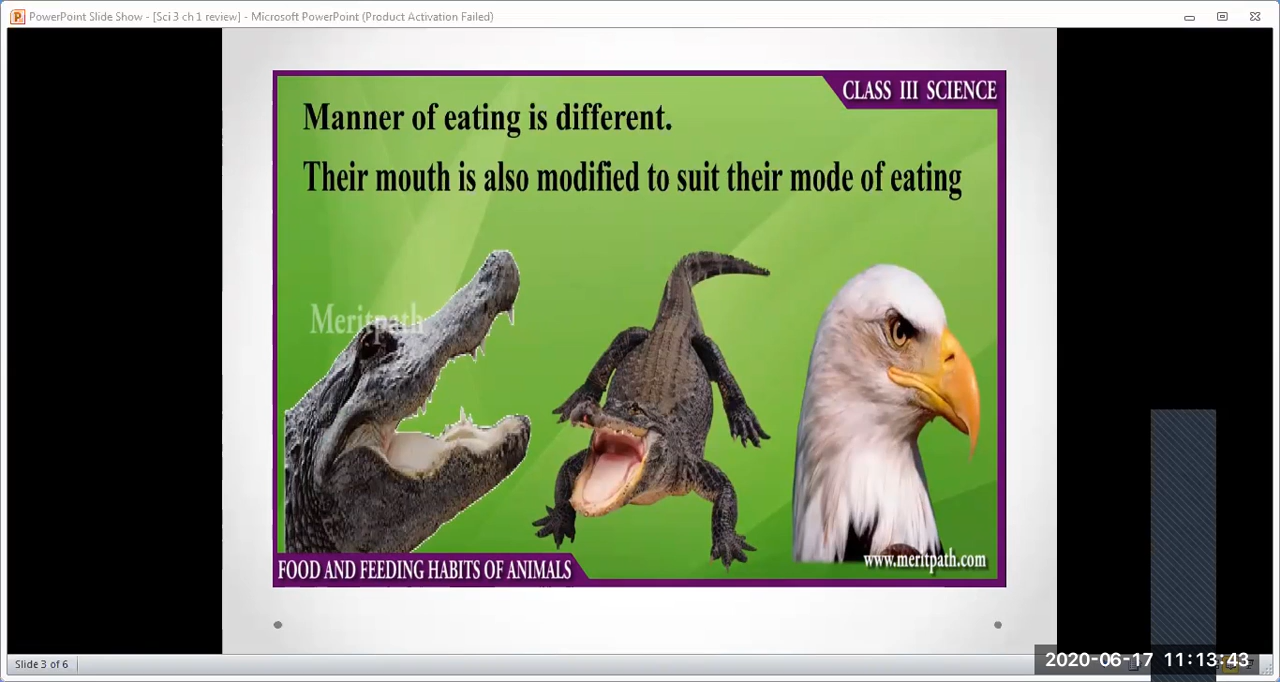 PowerPoint Slide Show - [Sci 3 ch 1 review] - Microsoft PowerPoint (Product Activation Failed)
CLASS III SCIENCE
Manner of eating is different.
Their mouth is also modified to suit their mode of eating
Meritpath
www.meritpath.com
FOOD AND FEEDING HABITS OF ANIMALS
Slide 3 of 6
2020-06-17 11:13:43